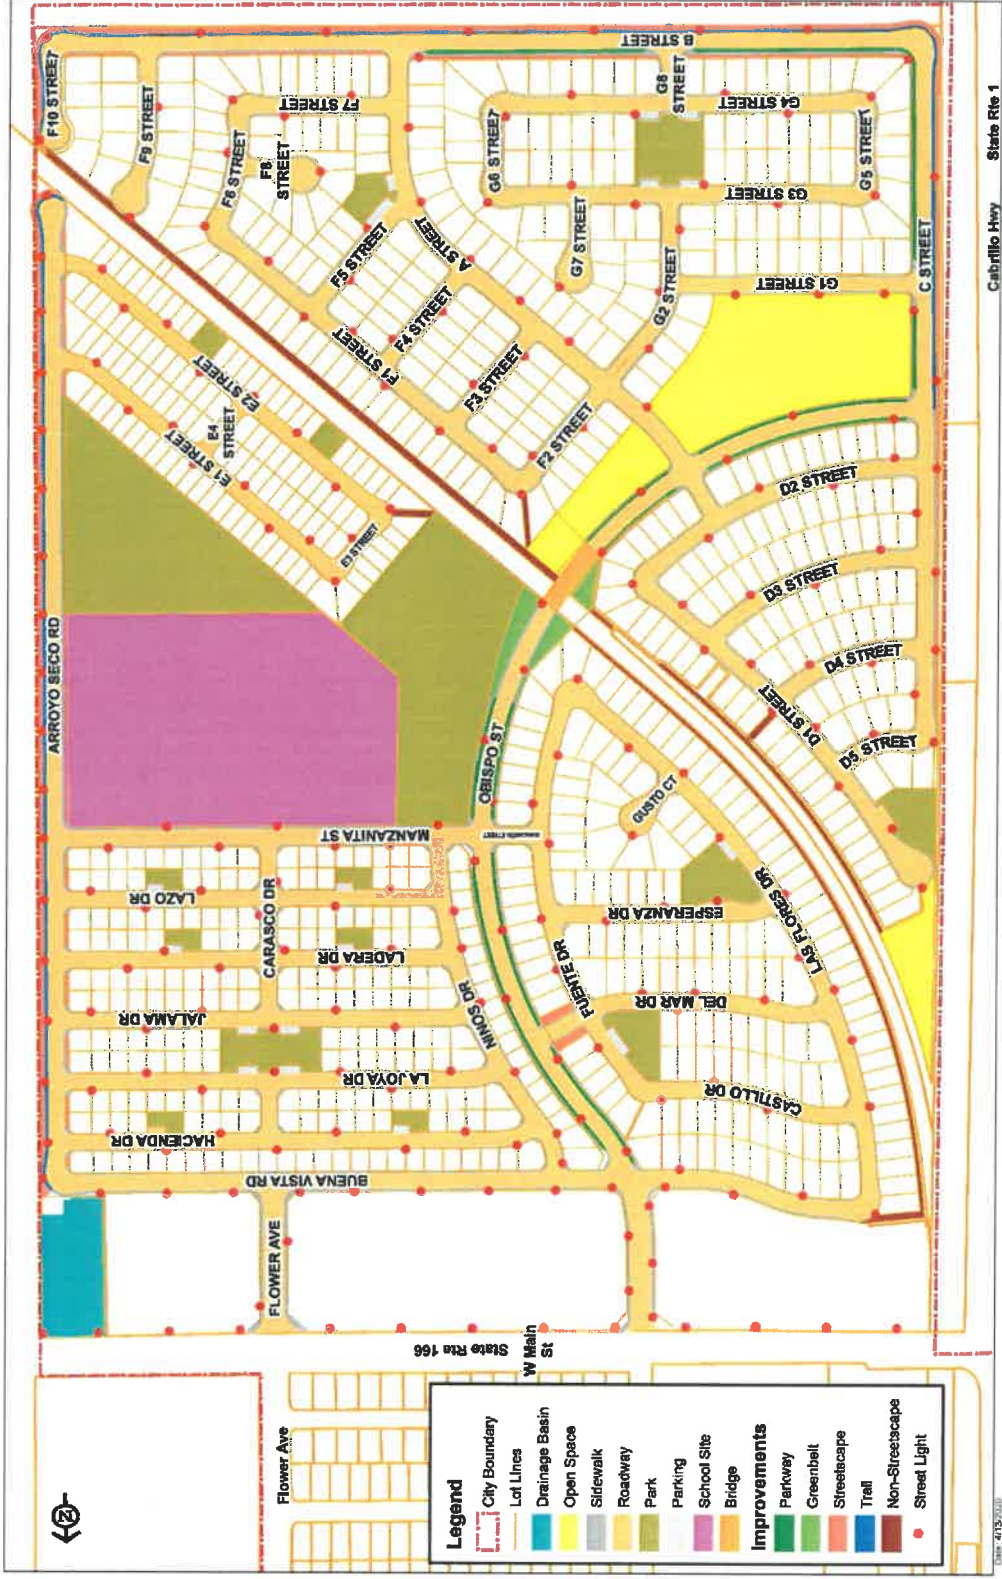 F10 STREET
F9 STREET
F6 STREET
F8
STREET
F7 STREET
B STREET
G6 STREET
G8
STREET
G4 STREET
G5 STREET
G3 STREET
G7 STREET
G2 STREET
G1 STREET
C STREET
F5 STREET
A STREET
F1 STREET
F4 STREET
F3 STREET
F2 STREET
E2 STREET
E4
STREET
E1 STREET
E3 STREET
ARROYO SECO RD
OBISPO ST
D2 STREET
D3 STREET
D4 STREET
D1 STREET
D5 STREET
GUSTO CT
MANZANITA ST
LAZO DR
CARASCO DR
LADERA DR
JALAMA DR
LA JOYA DR
HACIENDA DR
NINOS DR
FUENTE DR
ESPERANZA DR
LAS FLORES DR
DEL MAR DR
CASTILLO DR
BUENA VISTA RD
FLOWER AVE
State Rte 166
W Main
St
Flower Ave
Cabrillo Hwy
State Rte 1
N
Legend
City Boundary
Lot Lines
Drainage Basin
Open Space
Sidewalk
Roadway
Park
Parking
School Site
Bridge
Improvements
Parkway
Greenbelt
Streetscape
Trail
Non-Streetscape
Street Light